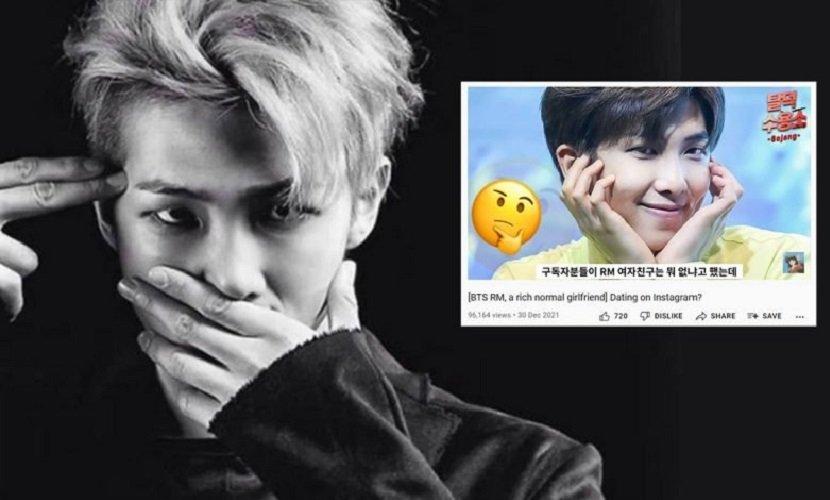 탈덕
수용소
-Sojang-
구독자분들이 RM 여자친구는 뭐 없냐고 했는데
[BTS RM, a rich normal girlfriend] Dating on Instagram?
96,164 views • 30 Dec 2021 720 DISLIKE SHARE SAVE ...